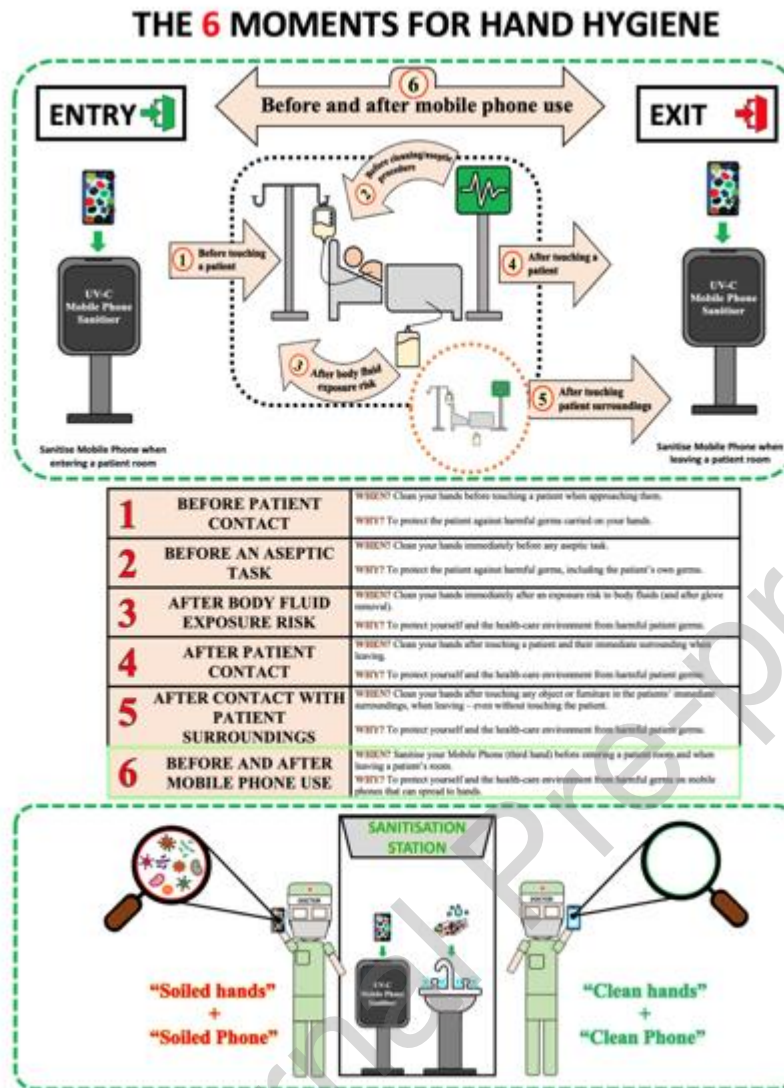 THE 6 MOMENTS FOR HAND HYGIENE
6
Before and after mobile phone use
ENTRY
EXIT
2
Before cleaning/aseptic
procedure
1
Before touching
a patient
4
After touching a
patient
UV-C
Mobile Phone
Sanitiser
UV-C
Mobile Phone
Sanitiser
3
After body fluid
exposure risk
5
After touching
patient surroundings
Sanitise Mobile Phone when
entering a patient room
Sanitise Mobile Phone when
leaving a patient room
1
BEFORE PATIENT
CONTACT
WHEN? Clean your hands before touching a patient when approaching them.
WHY? To protect the patient against harmful germs carried on your hands.
2
BEFORE AN ASEPTIC
TASK
WHEN? Clean your hands immediately before any aseptic task.
WHY? To protect the patient against harmful germs, including the patient's own germs.
3
AFTER BODY FLUID
EXPOSURE RISK
WHEN? Clean your hands immediately after an exposure risk to body fluids (and after glove
removal).
WHY? To protect yourself and the health-care environment from harmful patient germs.
4
AFTER PATIENT
CONTACT
WHEN? Clean your hands after touching a patient and their immediate surrounding when
leaving.
WHY? To protect yourself and the health-care environment from harmful patient germs.
5
AFTER CONTACT WITH
PATIENT
SURROUNDINGS
WHEN? Clean your hands after touching any object or furniture in the patients' immediate
surroundings, when leaving – even without touching the patient.
WHY? To protect yourself and the health-care environment from harmful patient germs.
6
BEFORE AND AFTER
MOBILE PHONE USE
WHEN? Sanitise your Mobile Phone (third hand) before entering a patient room and when
leaving a patient's room.
WHY? To protect yourself and the health-care environment from harmful germs on mobile
phones that can spread to hands.
SANITISATION
STATION
DOCTOR
DOCTOR
UV-C
Mobile Phone
Sanitiser
"Soiled hands"
+
"Soiled Phone"
"Clean hands"
+
"Clean Phone"
rnal Pre-p